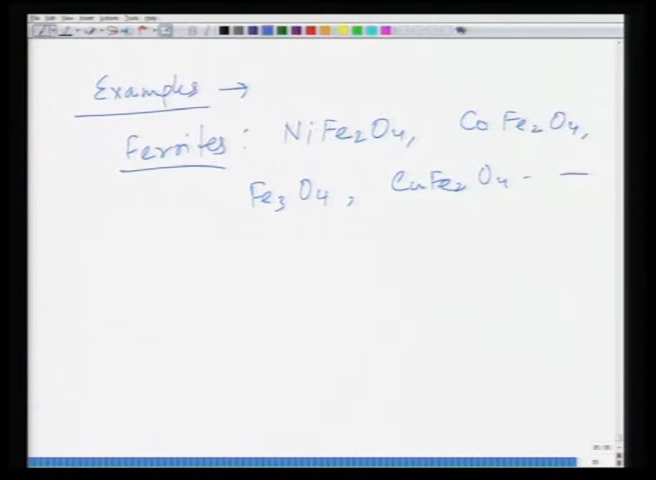 Examples →
Ferrites : NiFe2O4, CoFe2O4,
Fe3O4, CuFe2O4 - —